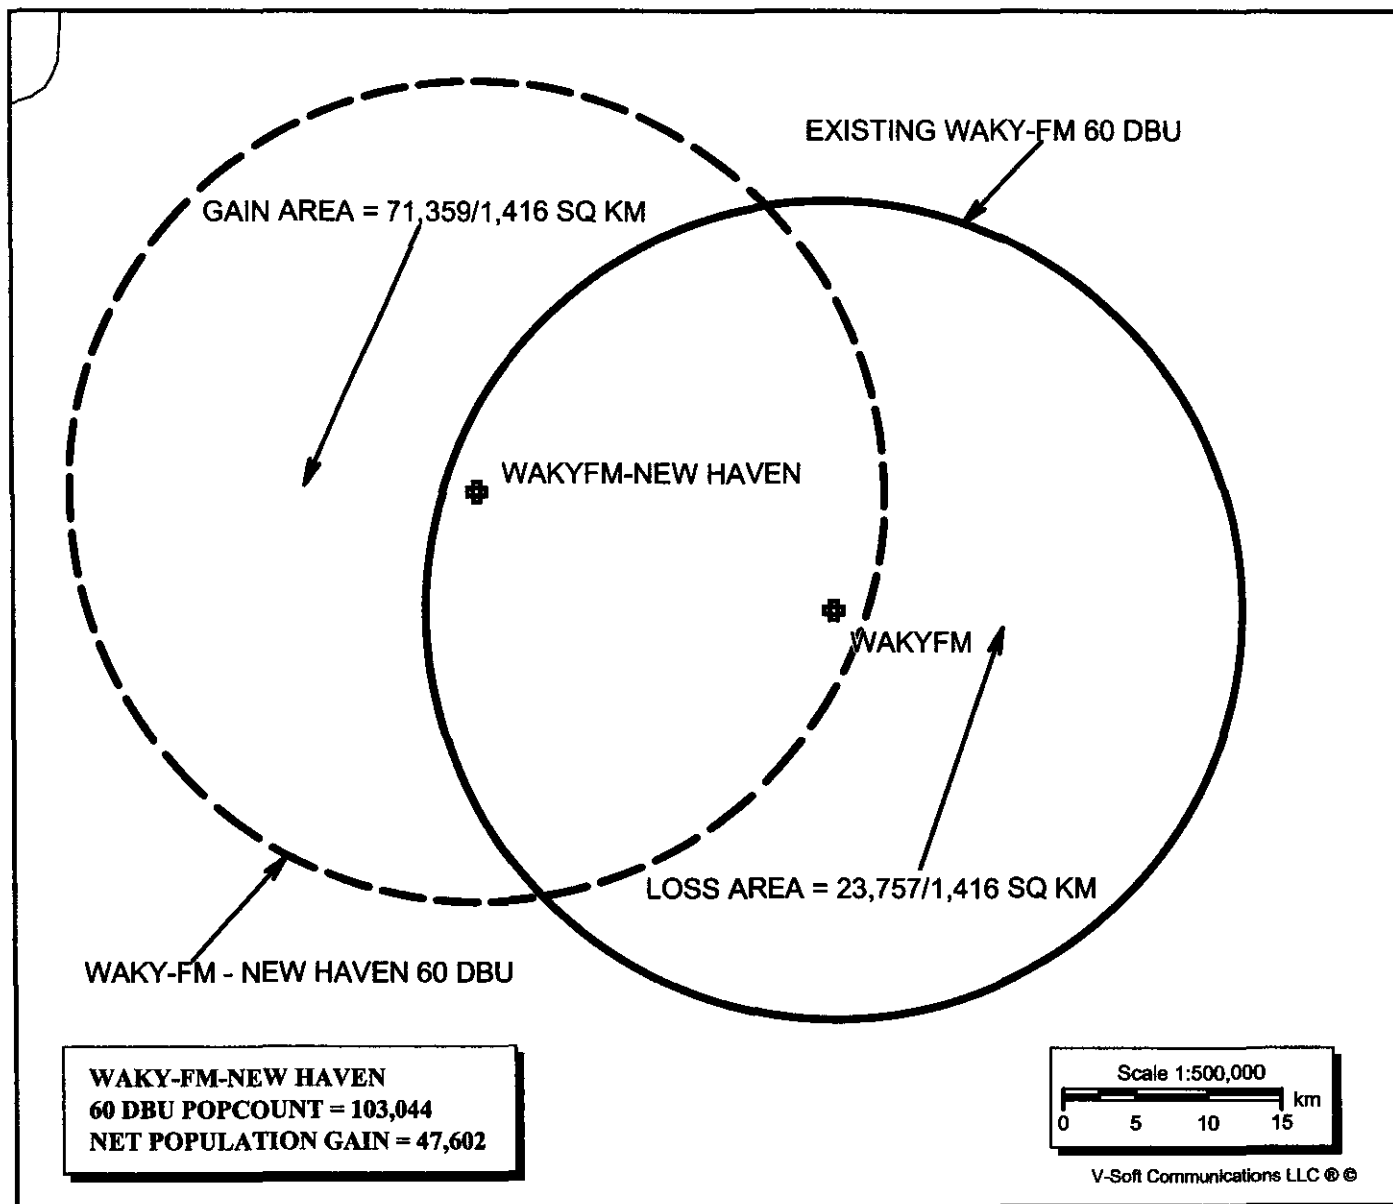 EXISTING WAKY-FM 60 DBU
GAIN AREA = 71,359/1,416 SQ KM
WAKYFM-NEW HAVEN
WAKYFM
LOSS AREA = 23,757/1,416 SQ KM
WAKY-FM - NEW HAVEN 60 DBU
WAKY-FM-NEW HAVEN
60 DBU POPCOUNT = 103,044
NET POPULATION GAIN = 47,602
Scale 1:500,000
km
0 5 10 15
V-Soft Communications LLC ® ©